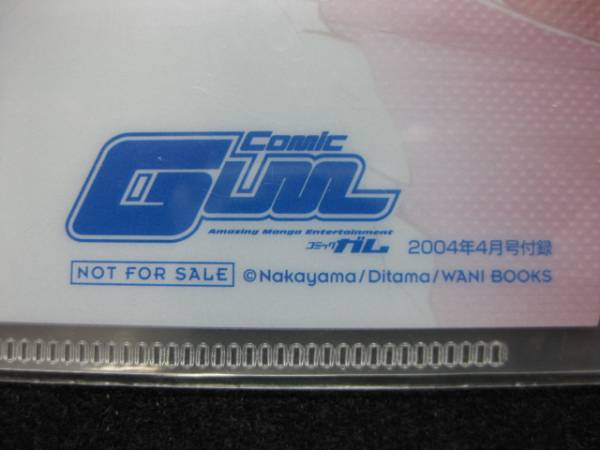 Comic
GUM
Amazing Manga Entertainment
コミックガム 2004年4月号付録
NOT FOR SALE ©Nakayama/Ditama/WANI BOOKS